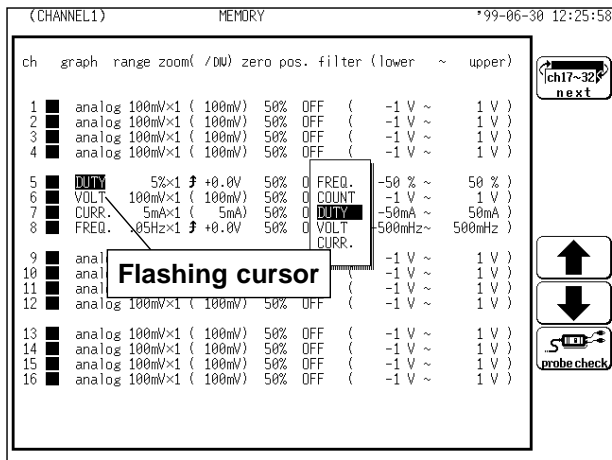 (CHANNEL1) MEMORY '99-06-30 12:25:58
ch graph range zoom( /DIV) zero pos. filter (lower ~ upper)
ch17~32
next
1 analog 100mV×1 ( 100mV) 50% OFF ( -1 V ~ 1 V )
2 analog 100mV×1 ( 100mV) 50% OFF ( -1 V ~ 1 V )
3 analog 100mV×1 ( 100mV) 50% OFF ( -1 V ~ 1 V )
4 analog 100mV×1 ( 100mV) 50% OFF ( -1 V ~ 1 V )
5 DUTY 5%×1 +0.0V 50% O FREQ. -50 % ~ 50 % )
6 VOLT 100mV×1 ( 100mV) 50% O COUNT -1 V ~ 1 V )
7 CURR. 5mA×1 ( 5mA) 50% O DUTY -50mA ~ 50mA )
8 FREQ. .05Hz×1 +0.0V 50% O VOLT -500mHz~ 500mHz )
CURR.
Flashing cursor
9 anal -1 V ~ 1 V )
10 anal ( -1 V ~ 1 V )
11 anal ( -1 V ~ 1 V )
12 analog 100mV×1 ( 100mV) 50% OFF ( -1 V ~ 1 V )
13 analog 100mV×1 ( 100mV) 50% OFF ( -1 V ~ 1 V )
14 analog 100mV×1 ( 100mV) 50% OFF ( -1 V ~ 1 V )
15 analog 100mV×1 ( 100mV) 50% OFF ( -1 V ~ 1 V )
16 analog 100mV×1 ( 100mV) 50% OFF ( -1 V ~ 1 V )
probe check